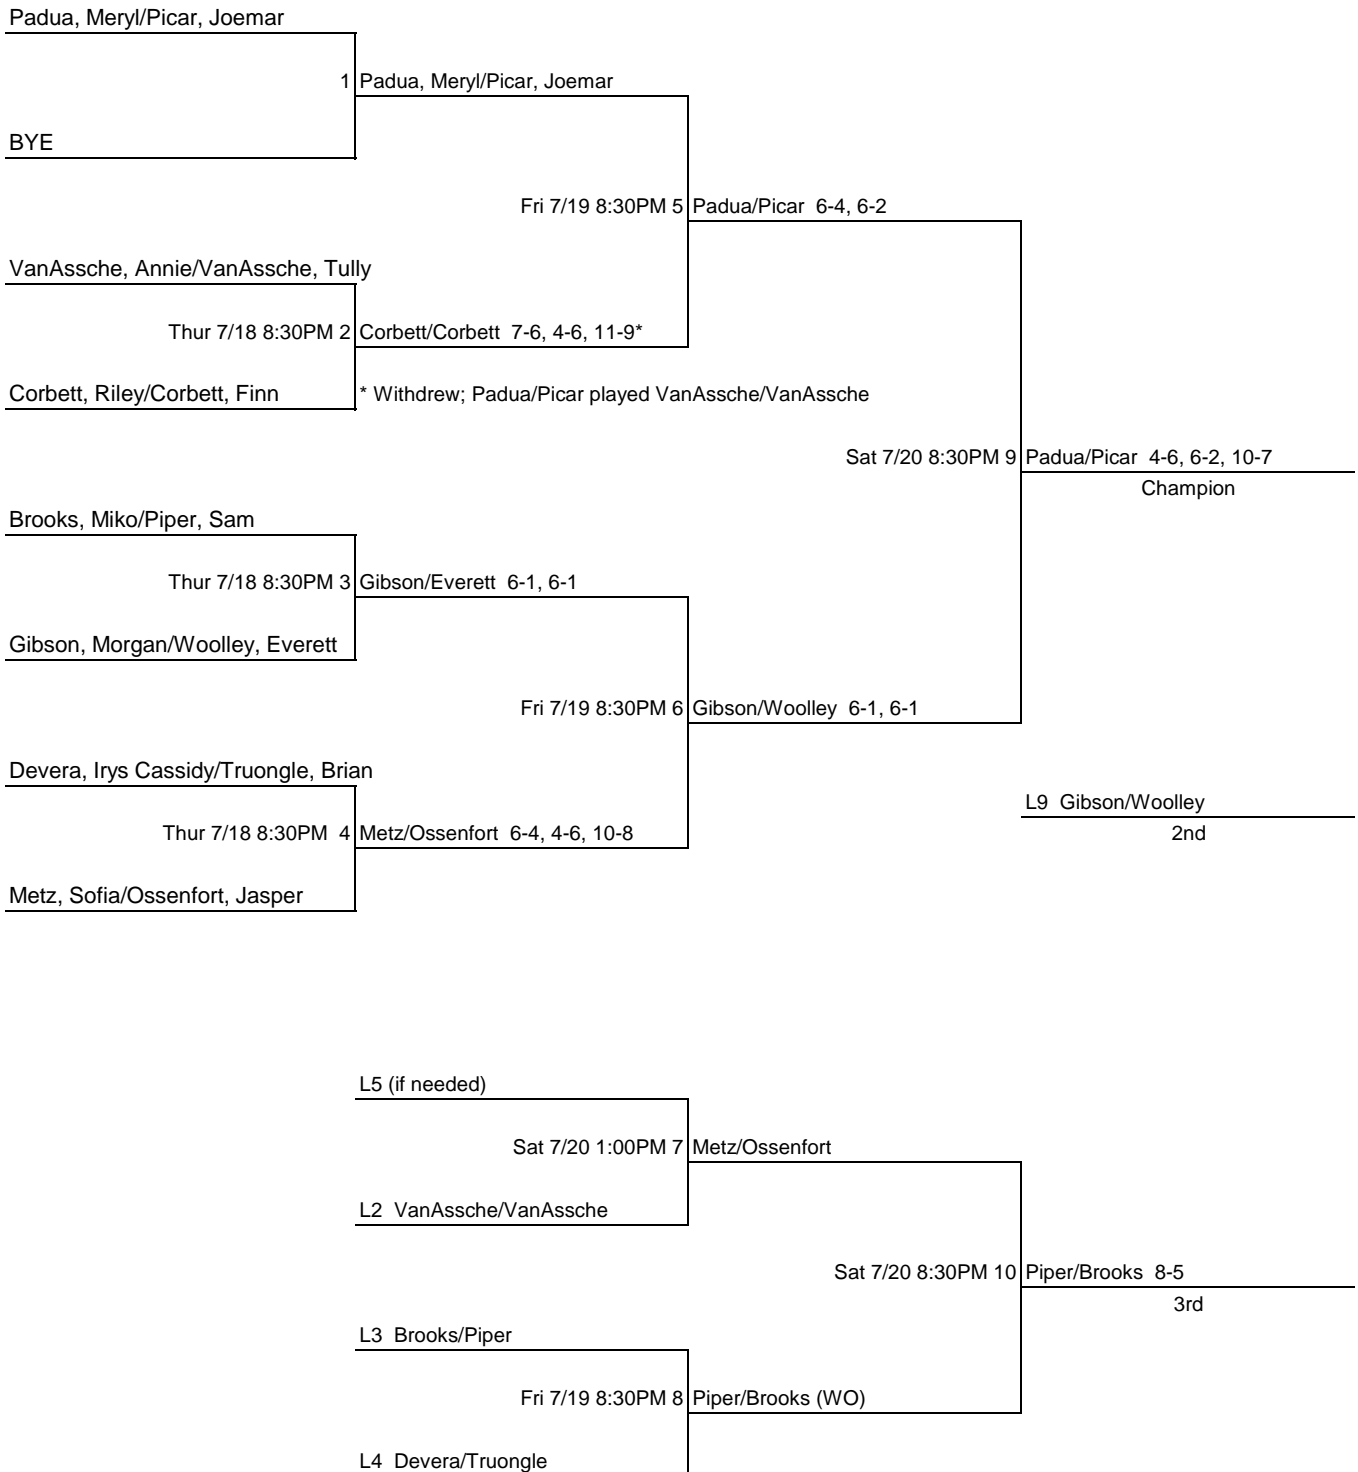 Padua, Meryl/Picar, Joemar
1 Padua, Meryl/Picar, Joemar
BYE
Fri 7/19 8:30PM 5 Padua/Picar 6-4, 6-2
VanAssche, Annie/VanAssche, Tully
Thur 7/18 8:30PM 2 Corbett/Corbett 7-6, 4-6, 11-9*
Corbett, Riley/Corbett, Finn * Withdrew; Padua/Picar played VanAssche/VanAssche
Sat 7/20 8:30PM 9 Padua/Picar 4-6, 6-2, 10-7
Champion
Brooks, Miko/Piper, Sam
Thur 7/18 8:30PM 3 Gibson/Everett 6-1, 6-1
Gibson, Morgan/Woolley, Everett
Fri 7/19 8:30PM 6 Gibson/Woolley 6-1, 6-1
Devera, Irys Cassidy/Truongle, Brian
L9 Gibson/Woolley
Thur 7/18 8:30PM 4 Metz/Ossenfort 6-4, 4-6, 10-8
2nd
Metz, Sofia/Ossenfort, Jasper
L5 (if needed)
Sat 7/20 1:00PM 7 Metz/Ossenfort
L2 VanAssche/VanAssche
Sat 7/20 8:30PM 10 Piper/Brooks 8-5
3rd
L3 Brooks/Piper
Fri 7/19 8:30PM 8 Piper/Brooks (WO)
L4 Devera/Truongle